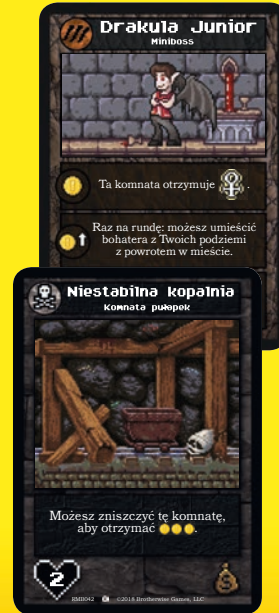 Drakula Junior
Miniboss
Ta komnata otrzymuje .
Raz na rundę: możesz umieścić
bohatera z Twoich podziemi
z powrotem w mieście.
Niestabilna kopalnia
Komnata pułapek
Możesz zniszczyć tę komnatę,
aby otrzymać .
2
BMB042 ©2018 Brotherwise Games, LLC